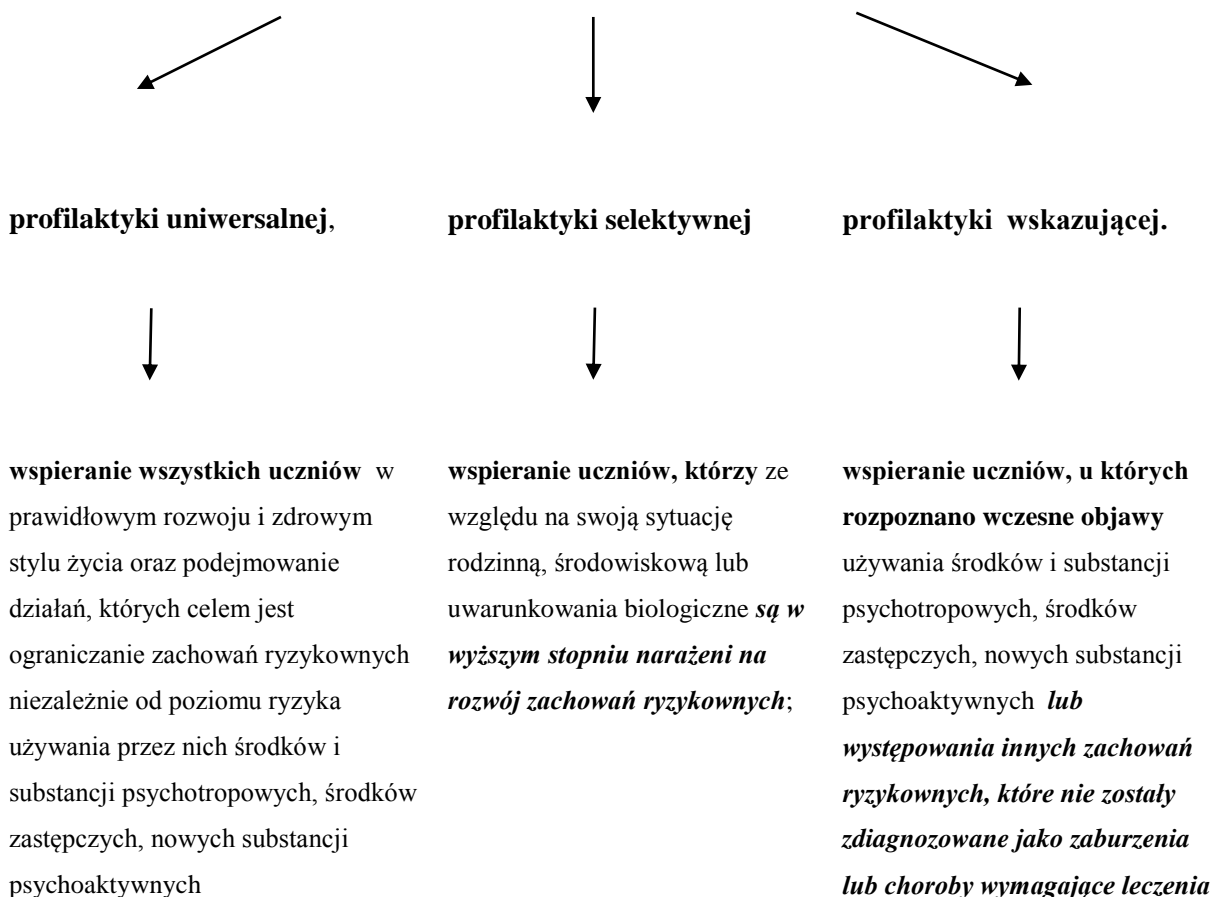 profilaktyki uniwersalnej,
profilaktyki selektywnej
profilaktyki wskazującej.
wspieranie wszystkich uczniów w
prawidłowym rozwoju i zdrowym
stylu życia oraz podejmowanie
działań, których celem jest
ograniczanie zachowań ryzykownych
niezależnie od poziomu ryzyka
używania przez nich środków i
substancji psychotropowych, środków
zastępczych, nowych substancji
psychoaktywnych
wspieranie uczniów, którzy ze
względu na swoją sytuację
rodzinną, środowiskową lub
uwarunkowania biologiczne są w
wyższym stopniu narażeni na
rozwój zachowań ryzykownych;
wspieranie uczniów, u których
rozpoznano wczesne objawy
używania środków i substancji
psychotropowych, środków
zastępczych, nowych substancji
psychoaktywnych lub
występowania innych zachowań
ryzykownych, które nie zostały
zdiagnozowane jako zaburzenia
lub choroby wymagające leczenia